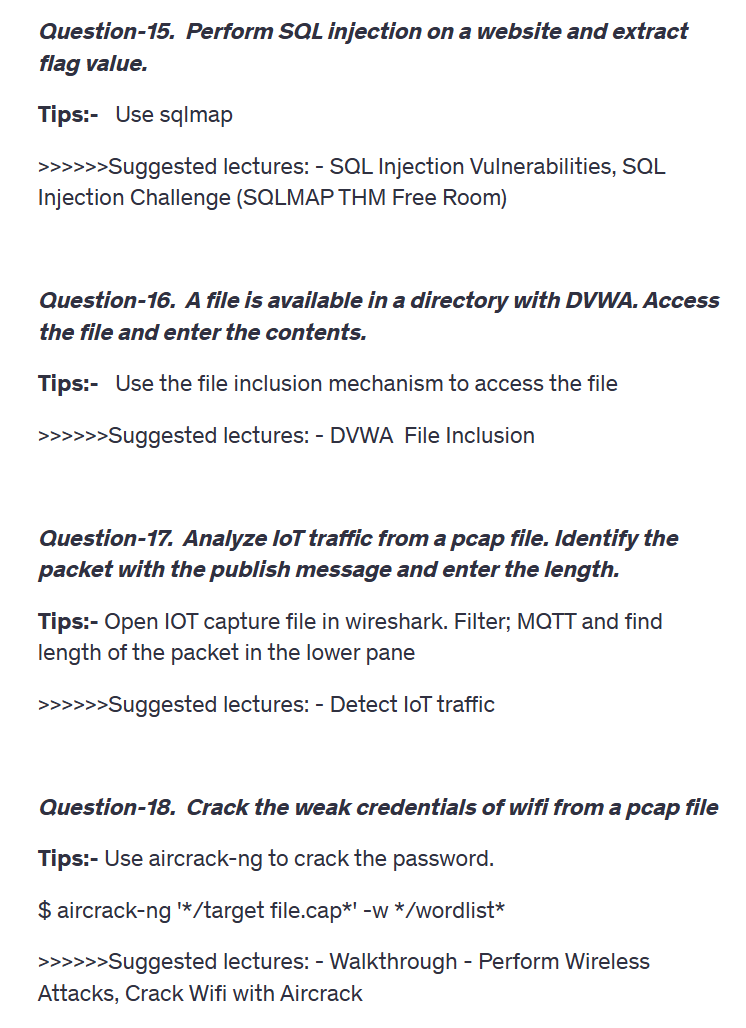 Question-15.  Perform SQL injection on a website and extract
flag value.
Tips:-   Use sqlmap
>>>>>>Suggested lectures: - SQL Injection Vulnerabilities, SQL
Injection Challenge (SQLMAP THM Free Room)
Question-16.  A file is available in a directory with DVWA. Access
the file and enter the contents.
Tips:-   Use the file inclusion mechanism to access the file
>>>>>>Suggested lectures: - DVWA  File Inclusion
Question-17.  Analyze IoT traffic from a pcap file. Identify the
packet with the publish message and enter the length.
Tips:- Open IOT capture file in wireshark. Filter; MQTT and find
length of the packet in the lower pane
>>>>>>Suggested lectures: - Detect IoT traffic
Question-18.  Crack the weak credentials of wifi from a pcap file
Tips:- Use aircrack-ng to crack the password.
$ aircrack-ng '*/target file.cap*' -w */wordlist*
>>>>>>Suggested lectures: - Walkthrough - Perform Wireless
Attacks, Crack Wifi with Aircrack